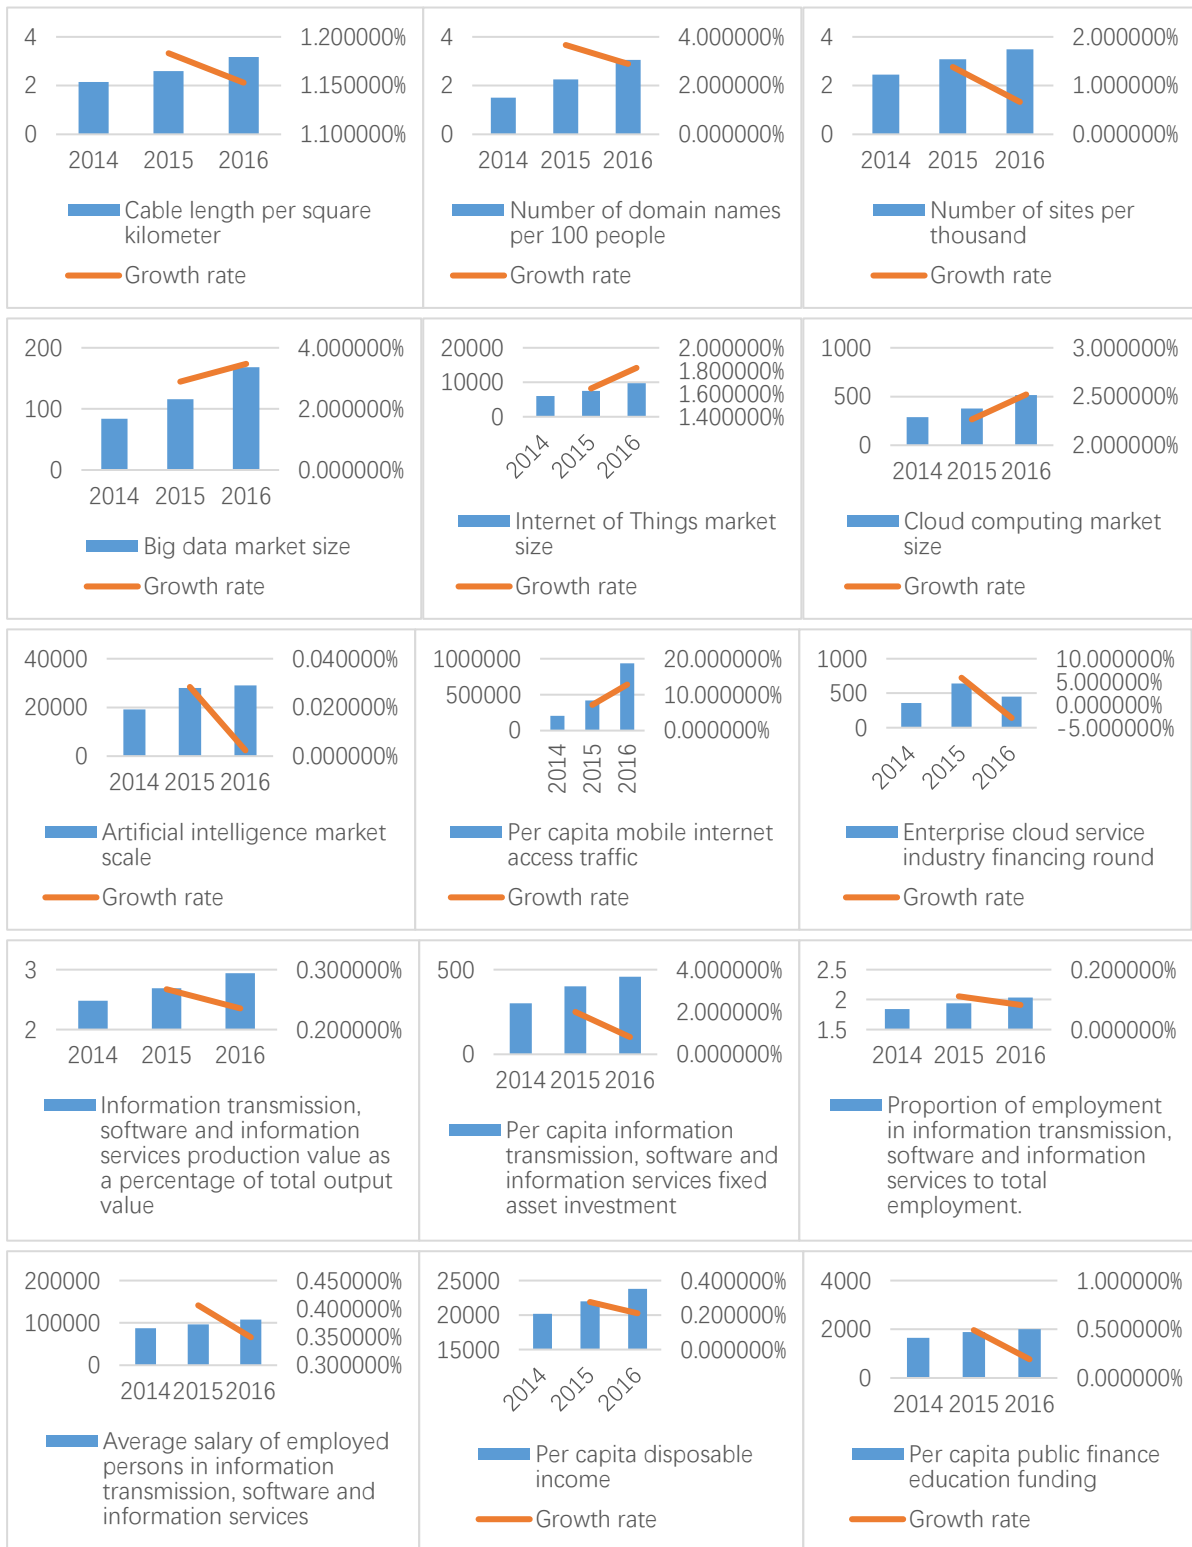 4
2
0
1.200000%
1.150000%
1.100000%
2014 2015 2016
Cable length per square
kilometer
Growth rate
4
2
0
4.000000%
2.000000%
0.000000%
2014 2015 2016
Number of domain names
per 100 people
Growth rate
4
2
0
2.000000%
1.000000%
0.000000%
2014 2015 2016
Number of sites per
thousand
Growth rate
200
100
0
4.000000%
2.000000%
0.000000%
2014 2015 2016
Big data market size
Growth rate
20000
10000
0
2.000000%
1.800000%
1.600000%
1.400000%
2014 2015 2016
Internet of Things market
size
Growth rate
1000
500
0
3.000000%
2.500000%
2.000000%
2014 2015 2016
Cloud computing market
size
Growth rate
40000
20000
0
0.040000%
0.020000%
0.000000%
2014 2015 2016
Artificial intelligence market
scale
Growth rate
1000000
500000
0
20.000000%
10.000000%
0.000000%
2014 2015 2016
Per capita mobile internet
access traffic
Growth rate
1000
500
0
10.000000%
5.000000%
0.000000%
-5.000000%
2014 2015 2016
Enterprise cloud service
industry financing round
Growth rate
3
2
0.300000%
0.200000%
2014 2015 2016
Information transmission,
software and information
services production value as
a percentage of total output
value
500
0
4.000000%
2.000000%
0.000000%
2014 2015 2016
Per capita information
transmission, software and
information services fixed
asset investment
2.5
2
1.5
0.200000%
0.000000%
2014 2015 2016
Proportion of employment
in information transmission,
software and information
services to total
employment.
200000
100000
0
0.450000%
0.400000%
0.350000%
0.300000%
2014 2015 2016
Average salary of employed
persons in information
transmission, software and
information services
25000
20000
15000
0.400000%
0.200000%
0.000000%
2014 2015 2016
Per capita disposable
income
Growth rate
4000
2000
0
1.000000%
0.500000%
0.000000%
2014 2015 2016
Per capita public finance
education funding
Growth rate